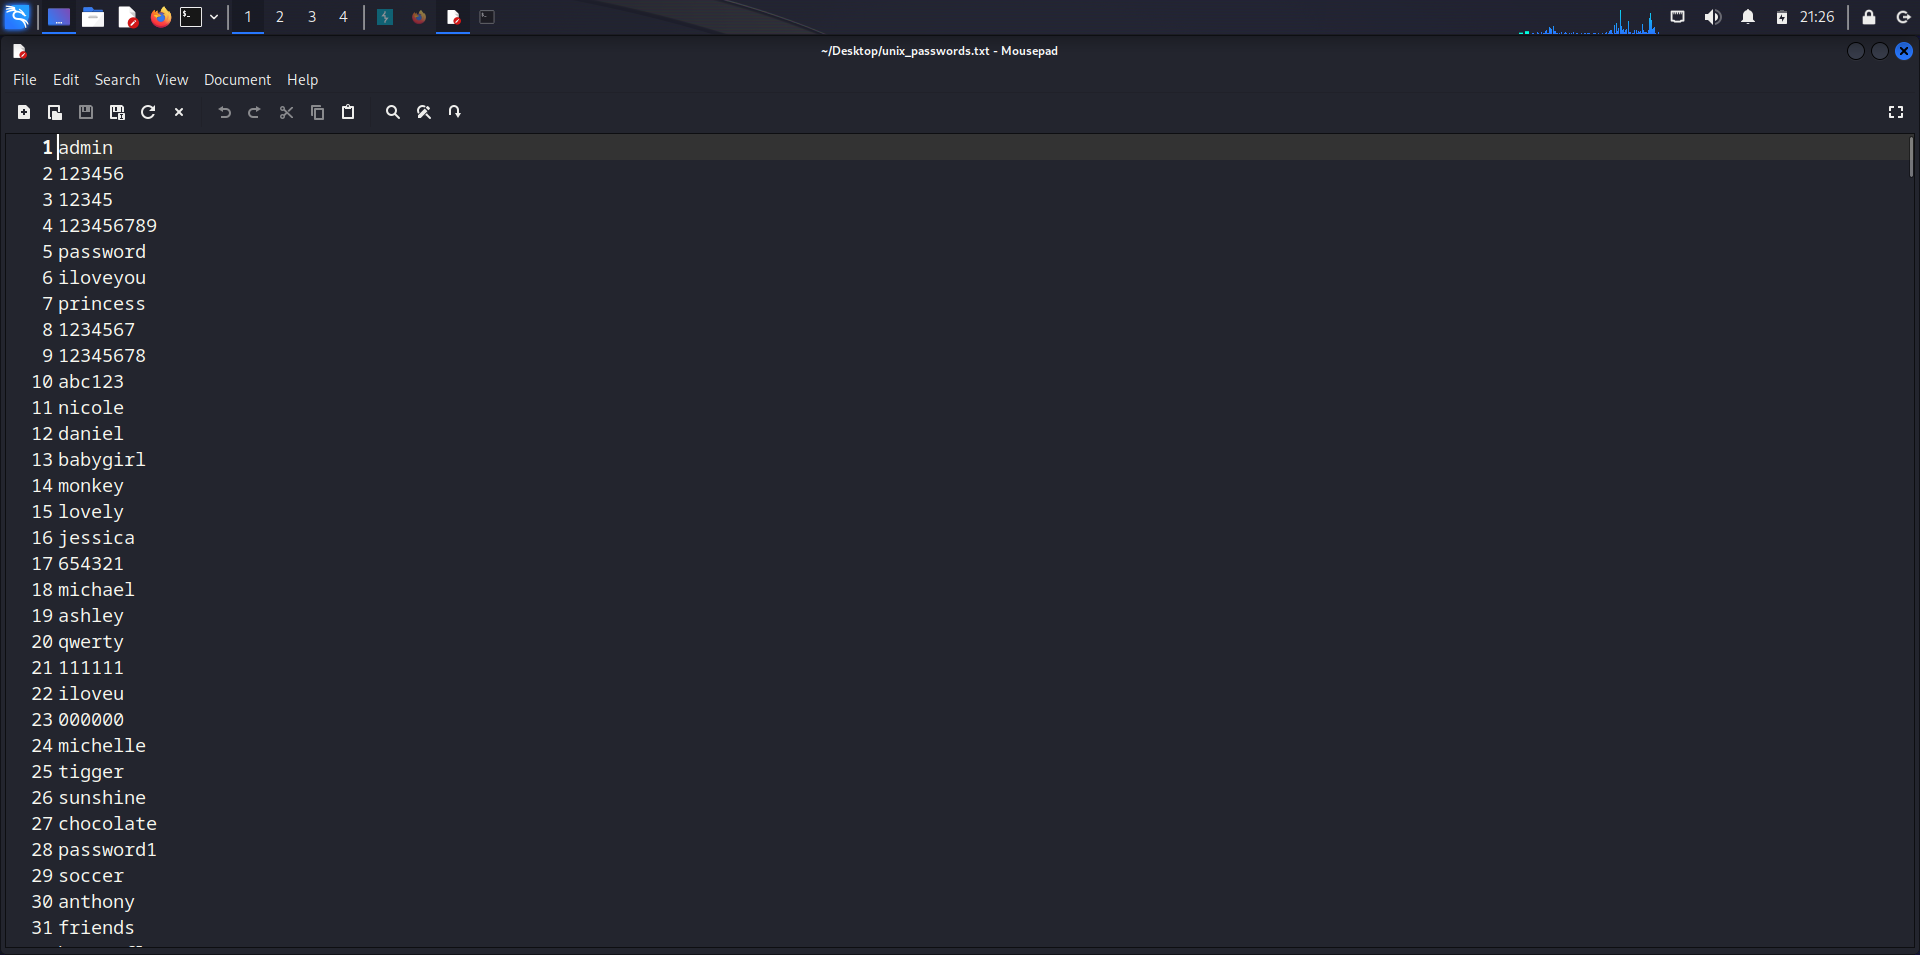 1 2 3 4 21:26
~/Desktop/unix_passwords.txt - Mousepad
File Edit Search View Document Help
1 admin
2 123456
3 12345
4 123456789
5 password
6 iloveyou
7 princess
8 1234567
9 12345678
10 abc123
11 nicole
12 daniel
13 babygirl
14 monkey
15 lovely
16 jessica
17 654321
18 michael
19 ashley
20 qwerty
21 111111
22 iloveu
23 000000
24 michelle
25 tigger
26 sunshine
27 chocolate
28 password1
29 soccer
30 anthony
31 friends